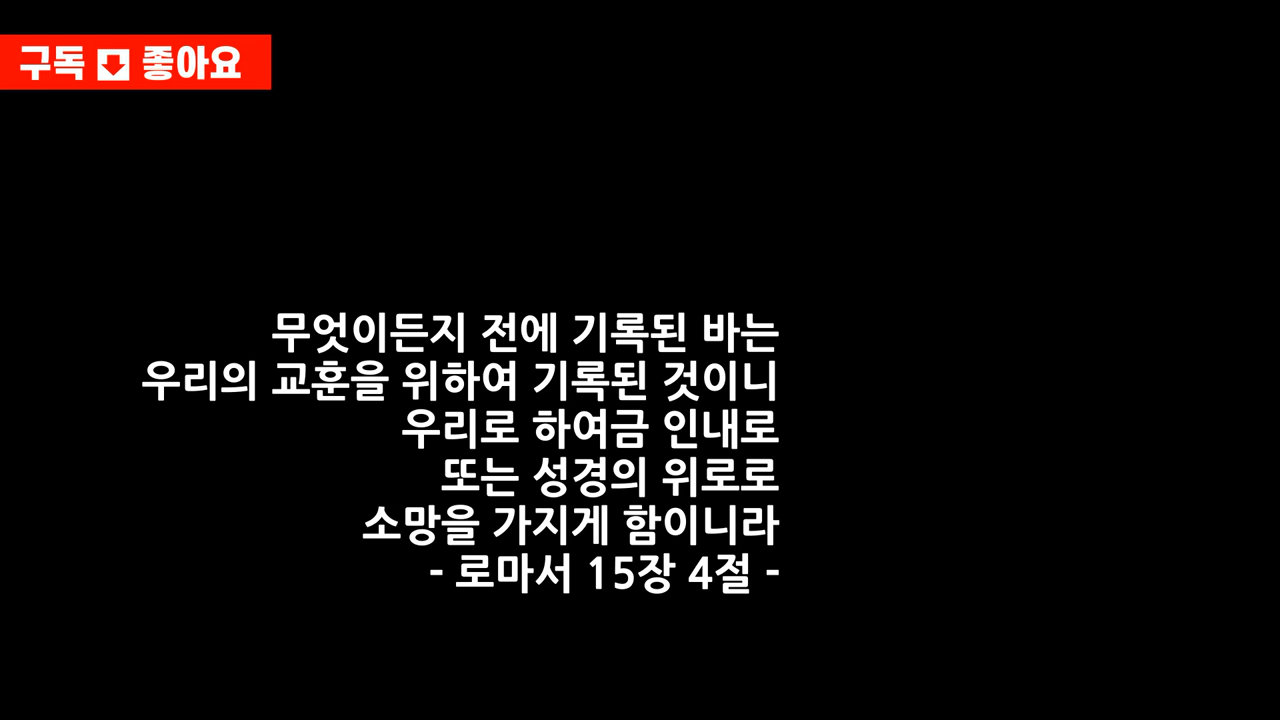 구독 좋아요
무엇이든지 전에 기록된 바는
우리의 교훈을 위하여 기록된 것이니
우리로 하여금 인내로
또는 성경의 위로로
소망을 가지게 함이니라
- 로마서 15장 4절 -